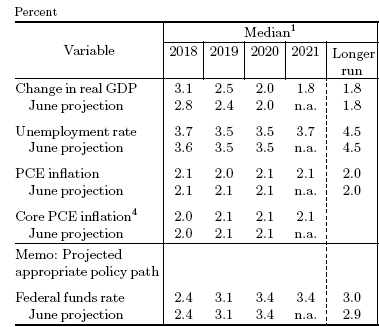 Percent
Variable Median¹
2018 2019 2020 2021 Longer run
Change in real GDP 3.1 2.5 2.0 1.8 1.8
June projection 2.8 2.4 2.0 n.a. 1.8
Unemployment rate 3.7 3.5 3.5 3.7 4.5
June projection 3.6 3.5 3.5 n.a. 4.5
PCE inflation 2.1 2.0 2.1 2.1 2.0
June projection 2.1 2.1 2.1 n.a. 2.0
Core PCE inflation⁴ 2.0 2.1 2.1 2.1
June projection 2.0 2.1 2.1 n.a.
Memo: Projected
appropriate policy path
Federal funds rate 2.4 3.1 3.4 3.4 3.0
June projection 2.4 3.1 3.4 n.a. 2.9